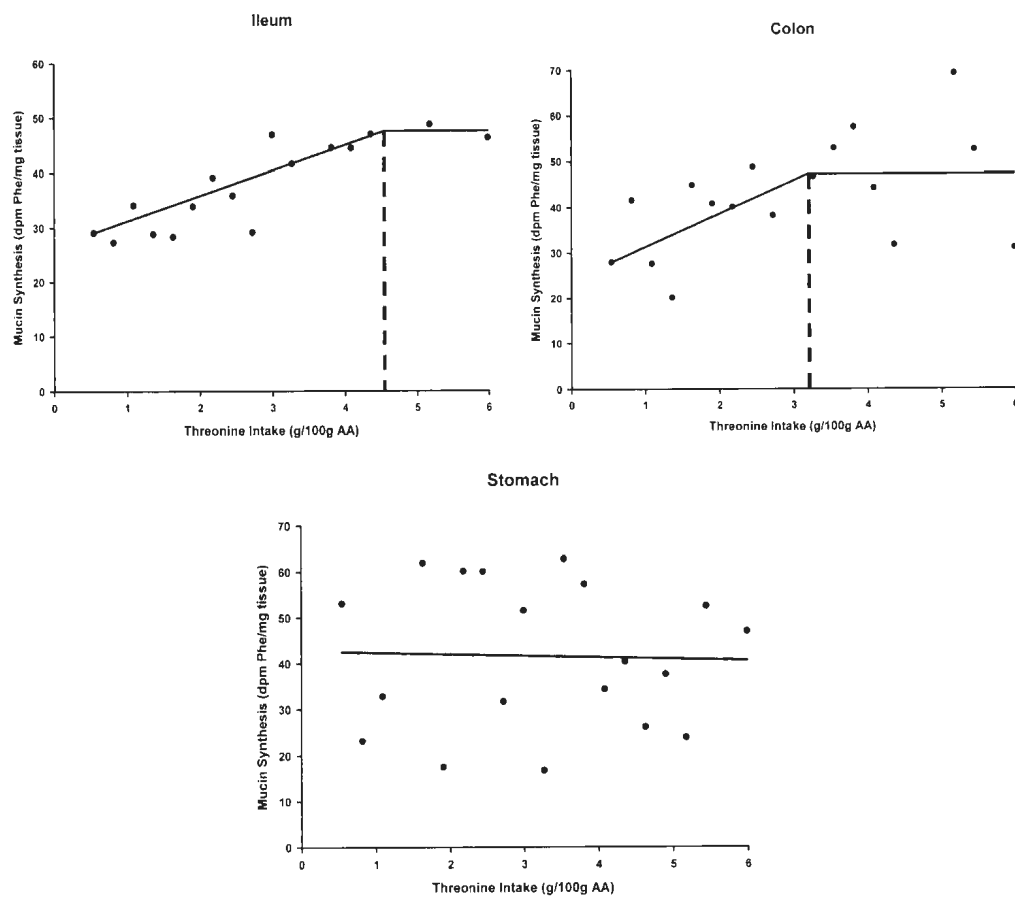 Ileum
Mucin Synthesis (dpm Phe/mg tissue)
60
50
40
30
20
10
0
0 1 2 3 4 5 6
Threonine Intake (g/100g AA)
Colon
Mucin Synthesis (dpm Phe/mg tissue)
70
60
50
40
30
20
10
0
0 1 2 3 4 5 6
Threonine Intake (g/100g AA)
Stomach
Mucin Synthesis (dpm Phe/mg tissue)
70
60
50
40
30
20
10
0
0 1 2 3 4 5 6
Threonine Intake (g/100g AA)